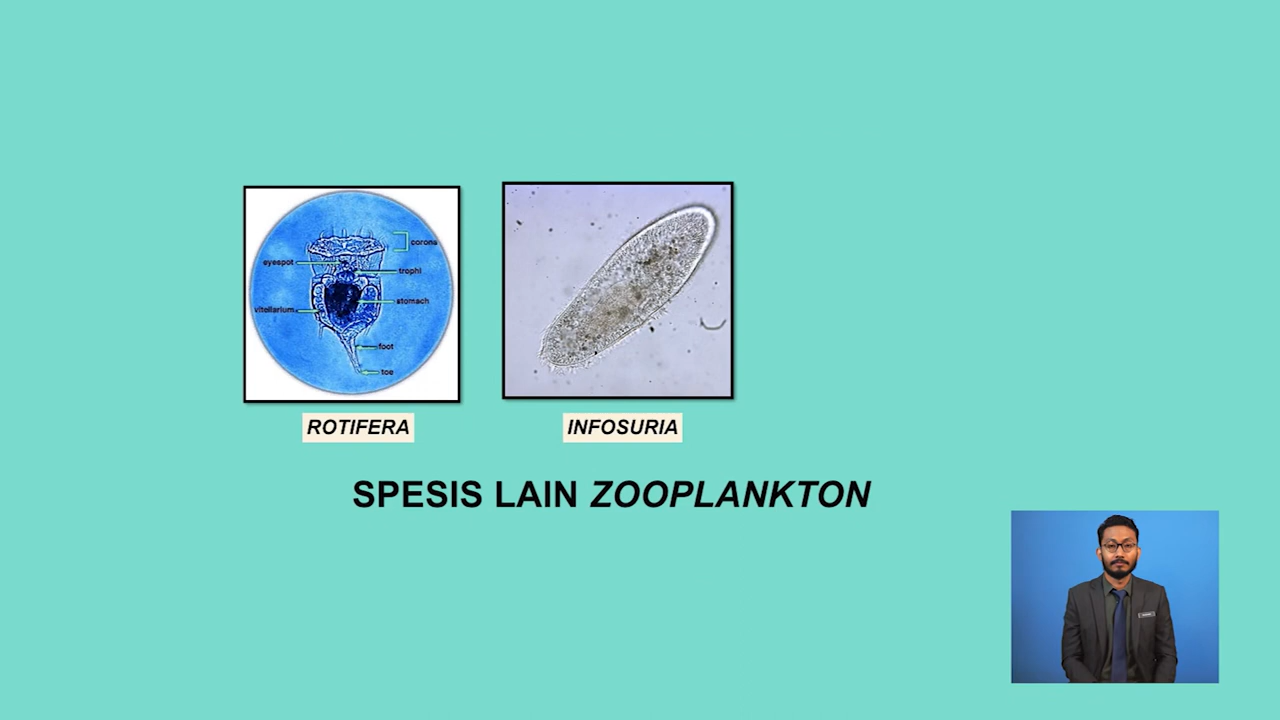 corona
eyespot
trophi
stomach
vitellarium
foot
toe
ROTIFERA
INFOSURIA
SPESIS LAIN ZOOPLANKTON